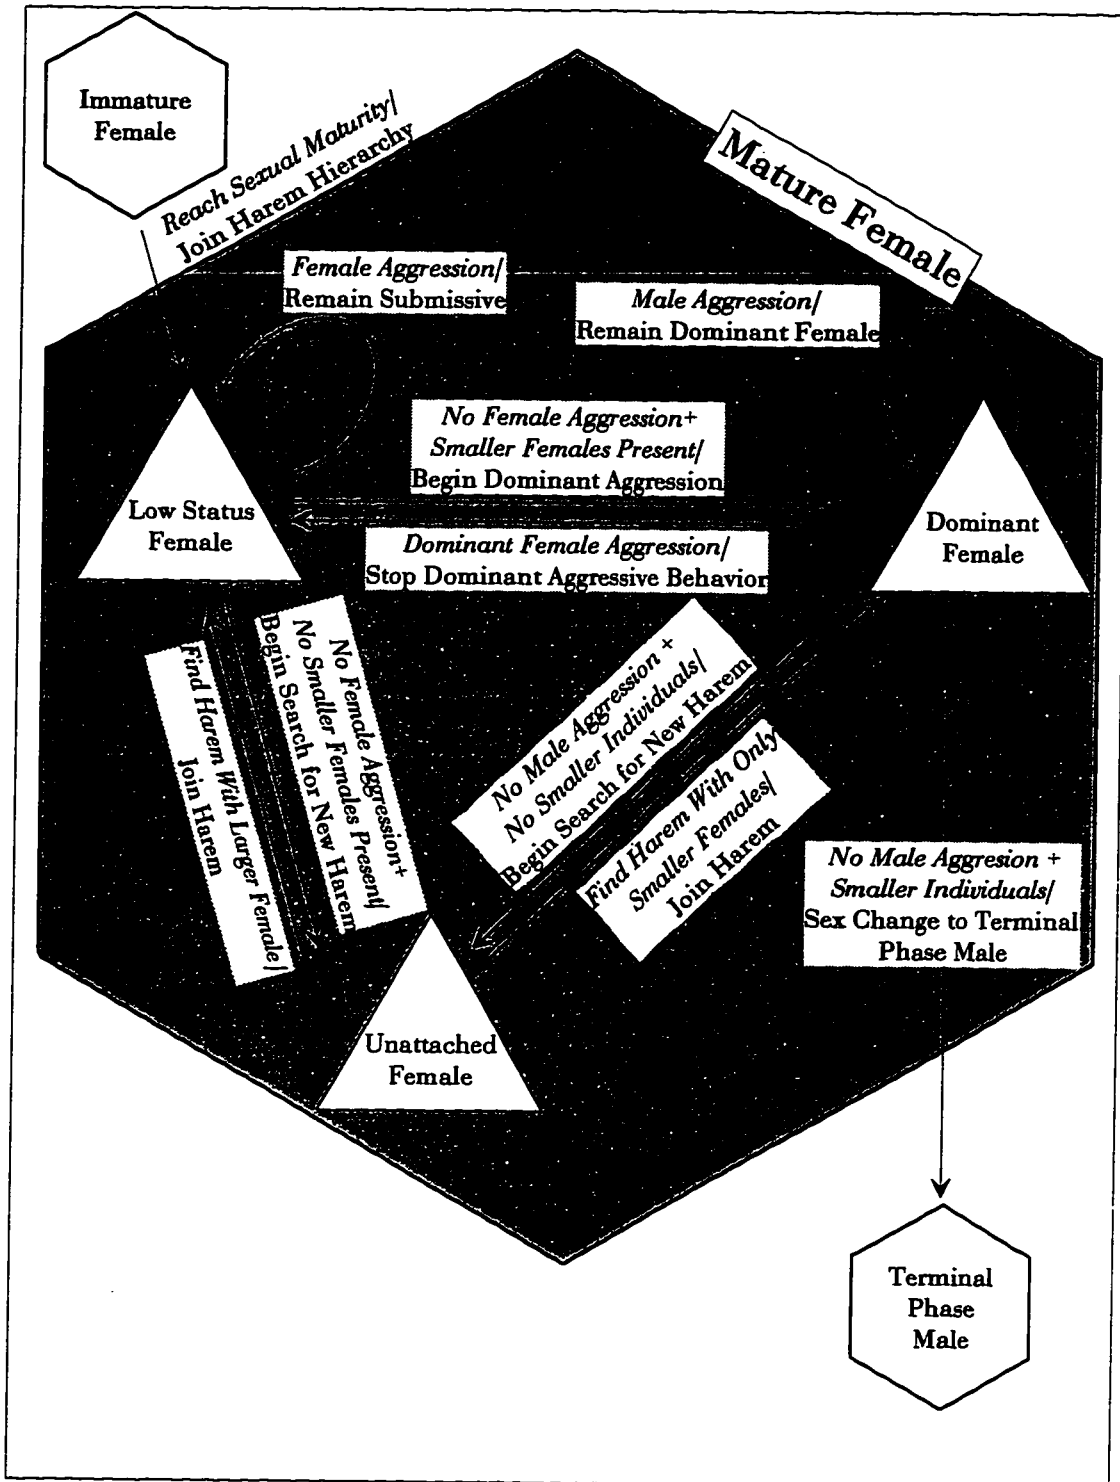 Immature
Female
Reach Sexual Maturity/
Join Harem Hierarchy
Mature Female
Female Aggression/
Remain Submissive
Male Aggression/
Remain Dominant Female
No Female Aggression+
Smaller Females Present/
Begin Dominant Aggression
Low Status
Female
Dominant
Female
Dominant Female Aggression/
Stop Dominant Aggressive Behavior
Find Harem With Larger Female/
Join Harem
No Female Aggression+
No Smaller Females Present/
Begin Search for New Harem
No Male Aggression +
No Smaller Individuals/
Begin Search for New Harem
Find Harem With Only
Smaller Females/
Join Harem
No Male Aggresion +
Smaller Individuals/
Sex Change to Terminal
Phase Male
Unattached
Female
Terminal
Phase
Male